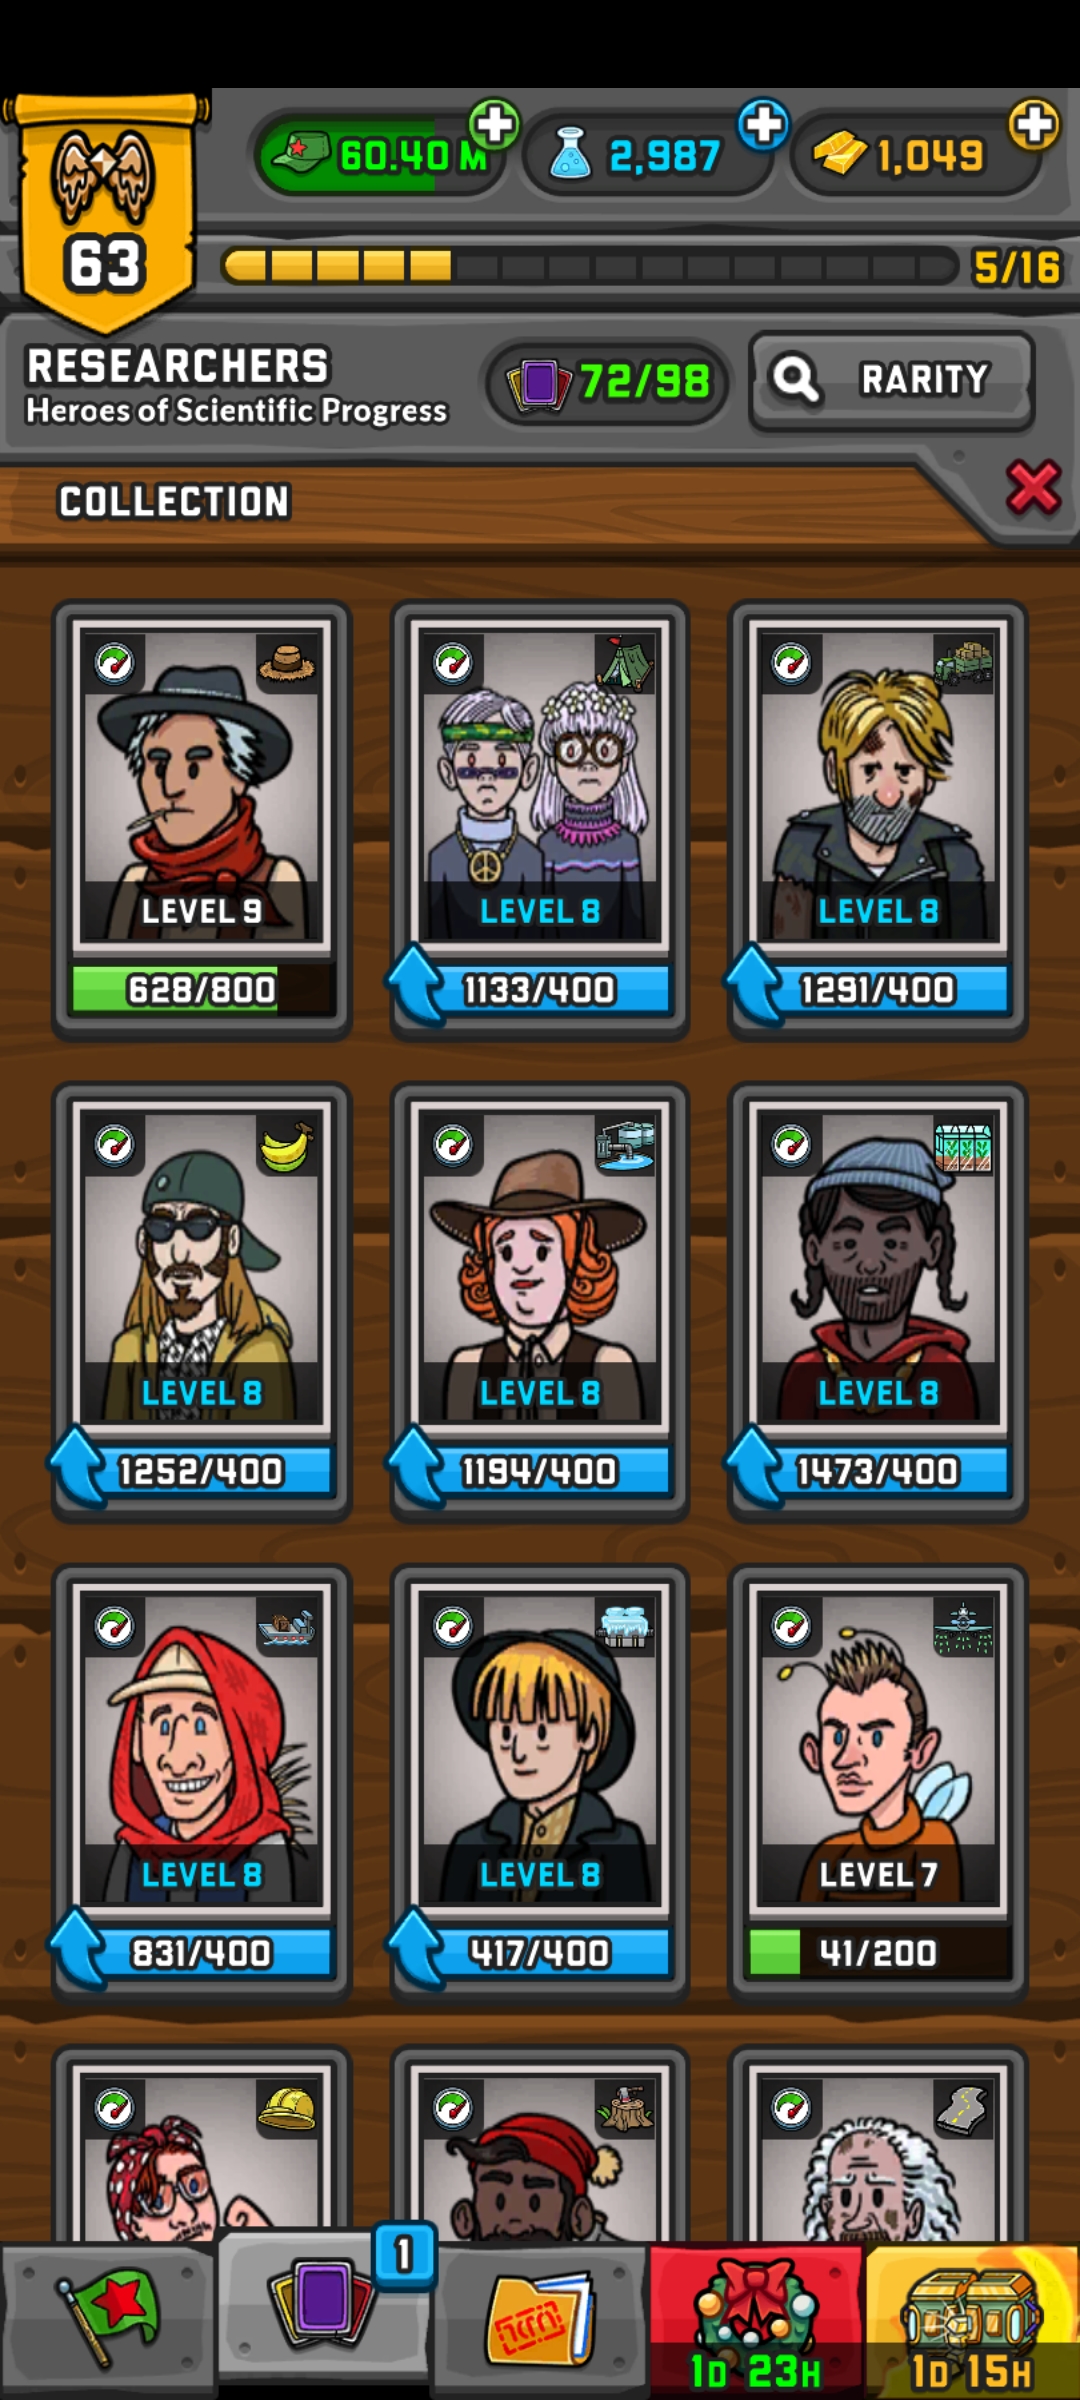 60.40 M
2,987
1,049
63
5/16
RESEARCHERS
Heroes of Scientific Progress
72/98
RARITY
COLLECTION
LEVEL 9
628/800
LEVEL 8
1133/400
LEVEL 8
1291/400
LEVEL 8
1252/400
LEVEL 8
1194/400
LEVEL 8
1473/400
LEVEL 8
831/400
LEVEL 8
417/400
LEVEL 7
41/200
1
1D 23H
1D 15H